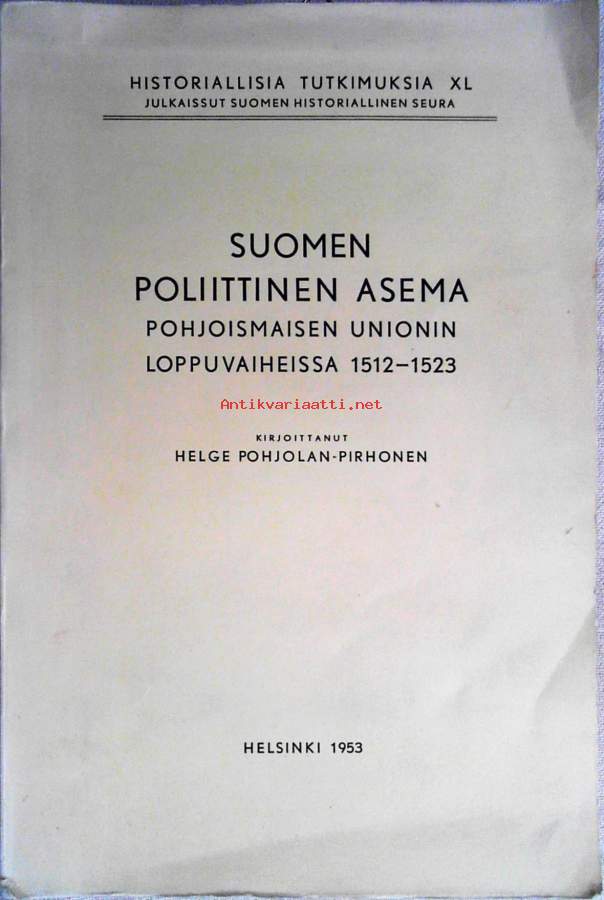 HISTORIALLISIA TUTKIMUKSIA XL
JULKAISSUT SUOMEN HISTORIALLINEN SEURA
SUOMEN
POLIITTINEN ASEMA
POHJOISMAISEN UNIONIN
LOPPUVAIHEISSA 1512–1523
Antikvariaatti.net
KIRJOITTANUT
HELGE POHJOLAN-PIRHONEN
HELSINKI 1953